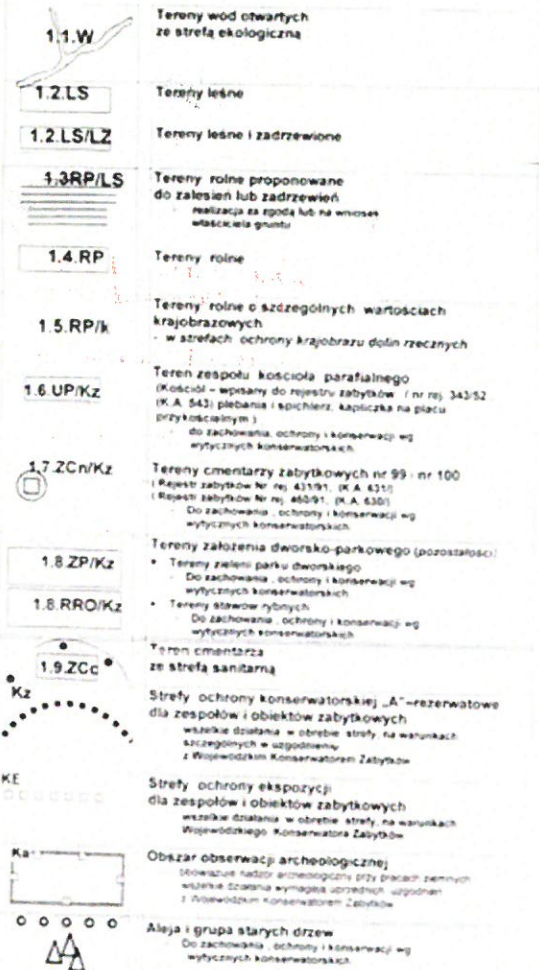 1.1.W
Tereny wód otwartych
ze strefą ekologiczną
1.2.LS
Tereny leśne
1.2.LS/LZ
Tereny leśne i zadrzewione
1.3RP/LS
Tereny rolne proponowane
do zalesień lub zadrzewień
- realizacja za zgodą lub na wniosek
właściciela gruntu
1.4.RP
Tereny rolne
1.5.RP/k
Tereny rolne o szczególnych wartościach
krajobrazowych
- w strefach ochrony krajobrazu dolin rzecznych
1.6.UP/Kz
Teren zespołu kościoła parafialnego
(Kościół – wpisany do rejestru zabytków / nr rej. 343/52
(K.A. 543) plebania i spichlerz, kapliczka na placu
przykościelnym )
- do zachowania, ochrony i konserwacji wg
wytycznych konserwatorskich
1.7.ZCn/Kz
Tereny cmentarzy zabytkowych nr 99 i nr 100
( Rejestr zabytków Nr rej. 431/91, (K.A. 431/)
( Rejestr zabytków Nr rej. 460/91, (K.A. 630/)
- Do zachowania , ochrony i konserwacji wg
wytycznych konserwatorskich
Tereny założenia dworsko-parkowego (pozostałości)
1.8.ZP/Kz
• Tereny zieleni parku dworskiego
- Do zachowania , ochrony i konserwacji wg
wytycznych konserwatorskich
1.8.RRO/Kz
• Tereny stawów rybnych
- Do zachowania , ochrony i konserwacji wg
wytycznych konserwatorskich
1.9.ZCc
Teren cmentarza
ze strefą sanitarną
Kz
Strefy ochrony konserwatorskiej „A”–rezerwatowe
dla zespołów i obiektów zabytkowych
wszelkie działania w obrębie strefy, na warunkach
szczególnych w uzgodnieniu
z Wojewódzkim Konserwatorem Zabytków
KE
Strefy ochrony ekspozycji
dla zespołów i obiektów zabytkowych
wszelkie działania w obrębie strefy, na warunkach
Wojewódzkiego Konserwatora Zabytków
Ka
Obszar obserwacji archeologicznej
obowiązuje nadzór archeologiczny przy pracach ziemnych
wszelkie działania wymagają uprzednich uzgodnień
z Wojewódzkim Konserwatorem Zabytków
Aleja i grupa starych drzew
Do zachowania , ochrony i konserwacji wg
wytycznych konserwatorskich